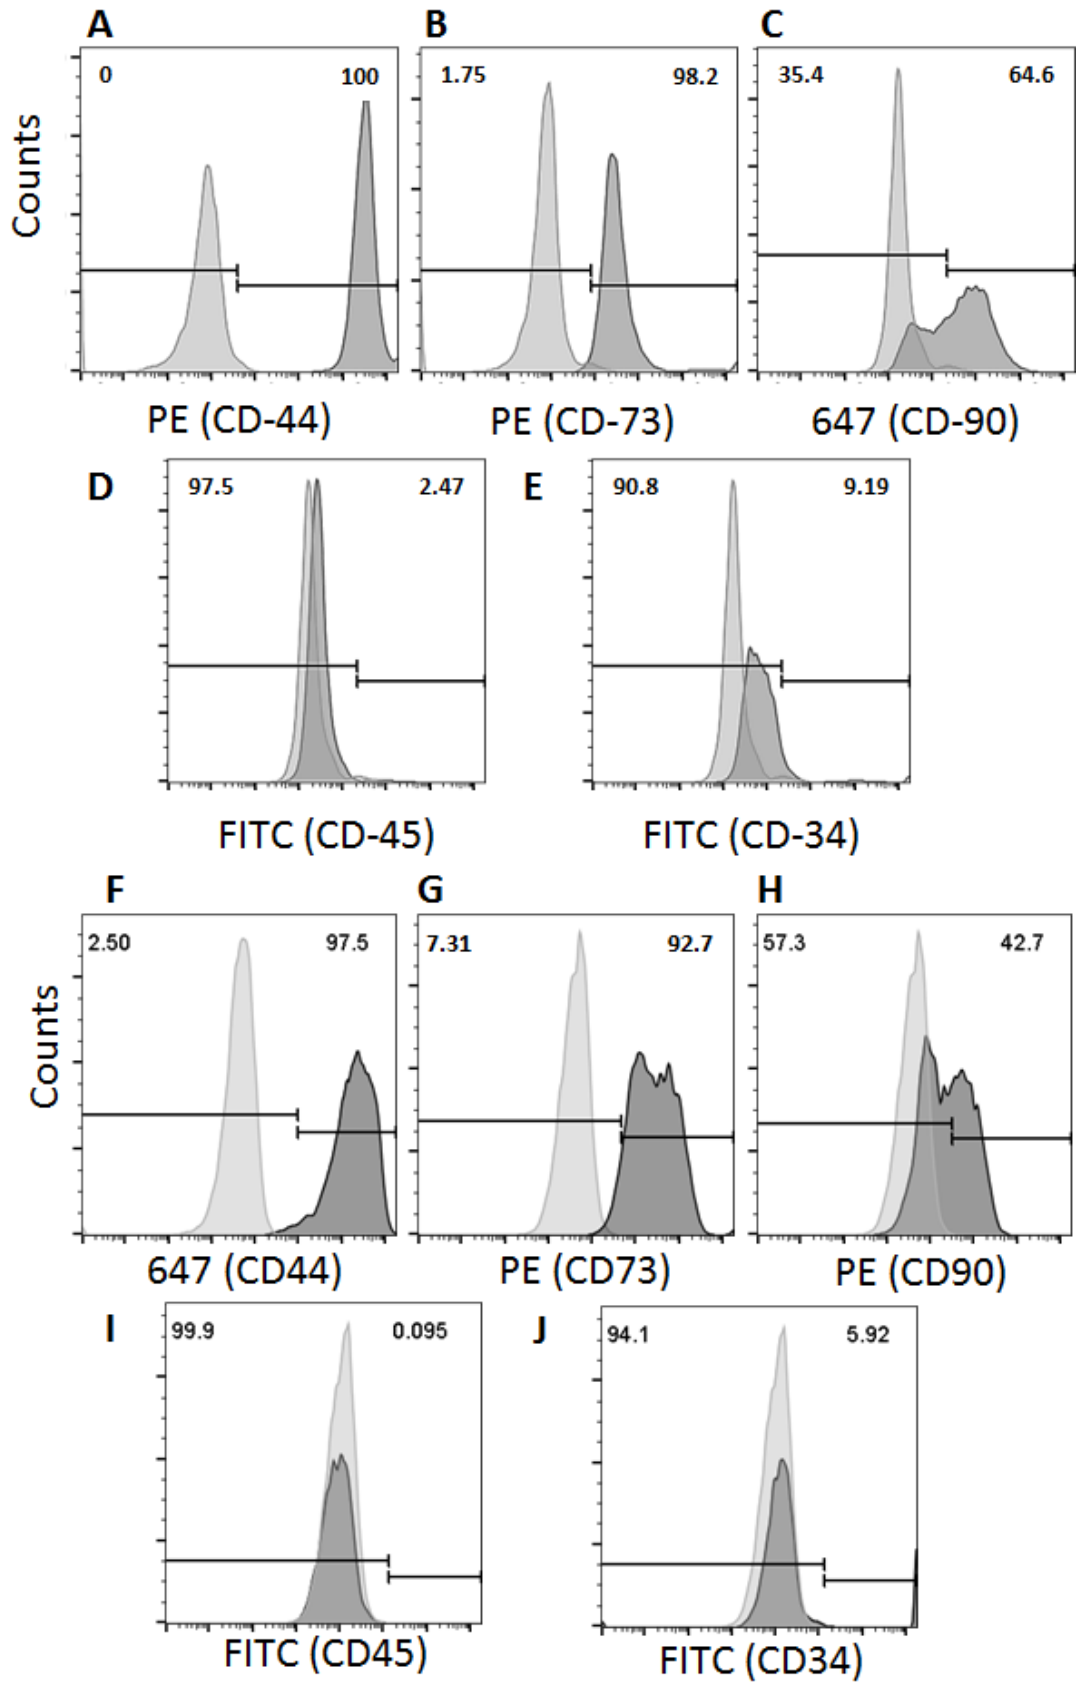 A B C
0 100 1.75 98.2 35.4 64.6
Counts
PE (CD-44) PE (CD-73) 647 (CD-90)
D 97.5 2.47 E 90.8 9.19
FITC (CD-45) FITC (CD-34)
F G H
2.50 97.5 7.31 92.7 57.3 42.7
Counts
647 (CD44) PE (CD73) PE (CD90)
I 99.9 0.095 J 94.1 5.92
FITC (CD45) FITC (CD34)